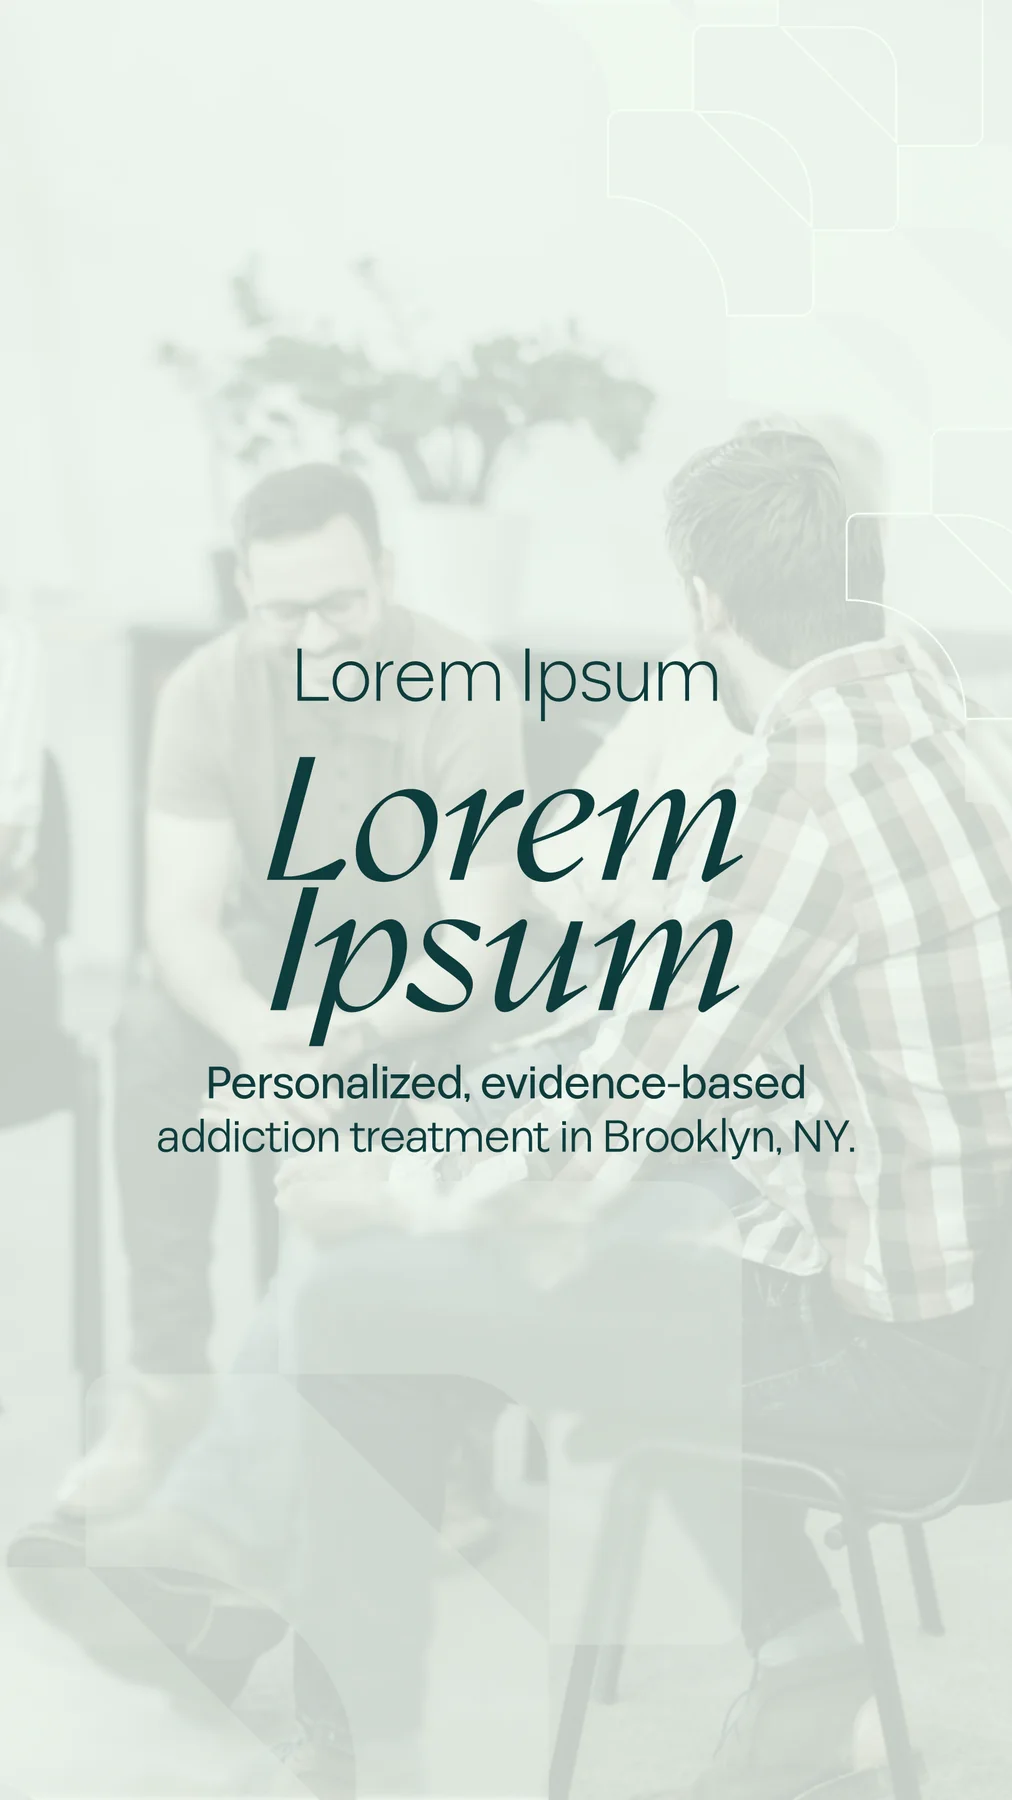 Lorem Ipsum
Lorem
Ipsum
Personalized, evidence-based
addiction treatment in Brooklyn, NY.